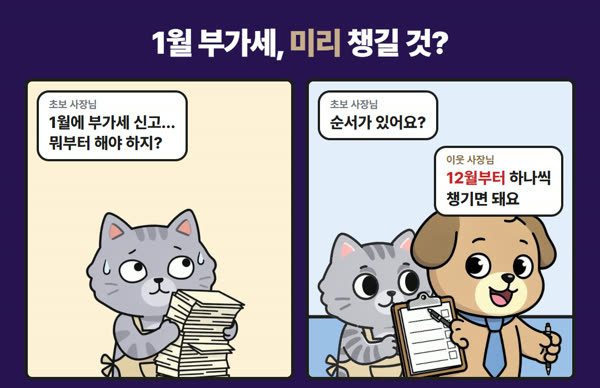 1월 부가세, 미리 챙길 것?
초보 사장님
1월에 부가세 신고...
뭐부터 해야 하지?
초보 사장님
순서가 있어요?
이웃 사장님
12월부터 하나씩
챙기면 돼요